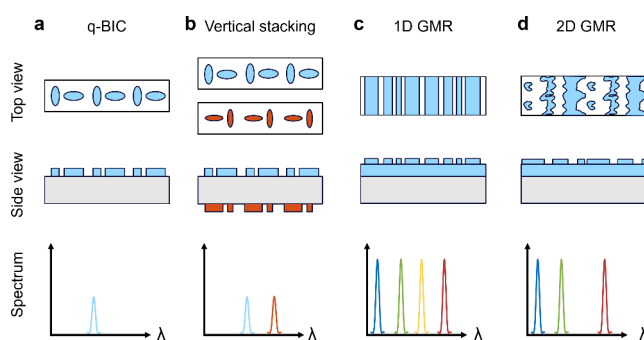 a q-BIC b Vertical stacking c 1D GMR d 2D GMR
Top view
Side view
Spectrum
λ λ λ λ